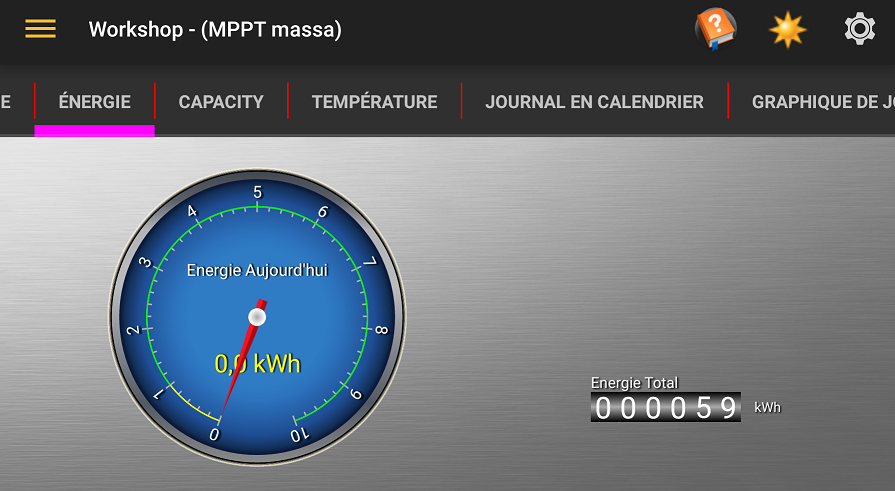 Workshop - (MPPT massa)
E
ÉNERGIE
CAPACITY
TEMPÉRATURE
JOURNAL EN CALENDRIER
GRAPHIQUE DE J
Energie Aujourd'hui
0,0 kWh
0
1
2
3
4
5
6
7
8
9
10
Energie Total
000059 kWh